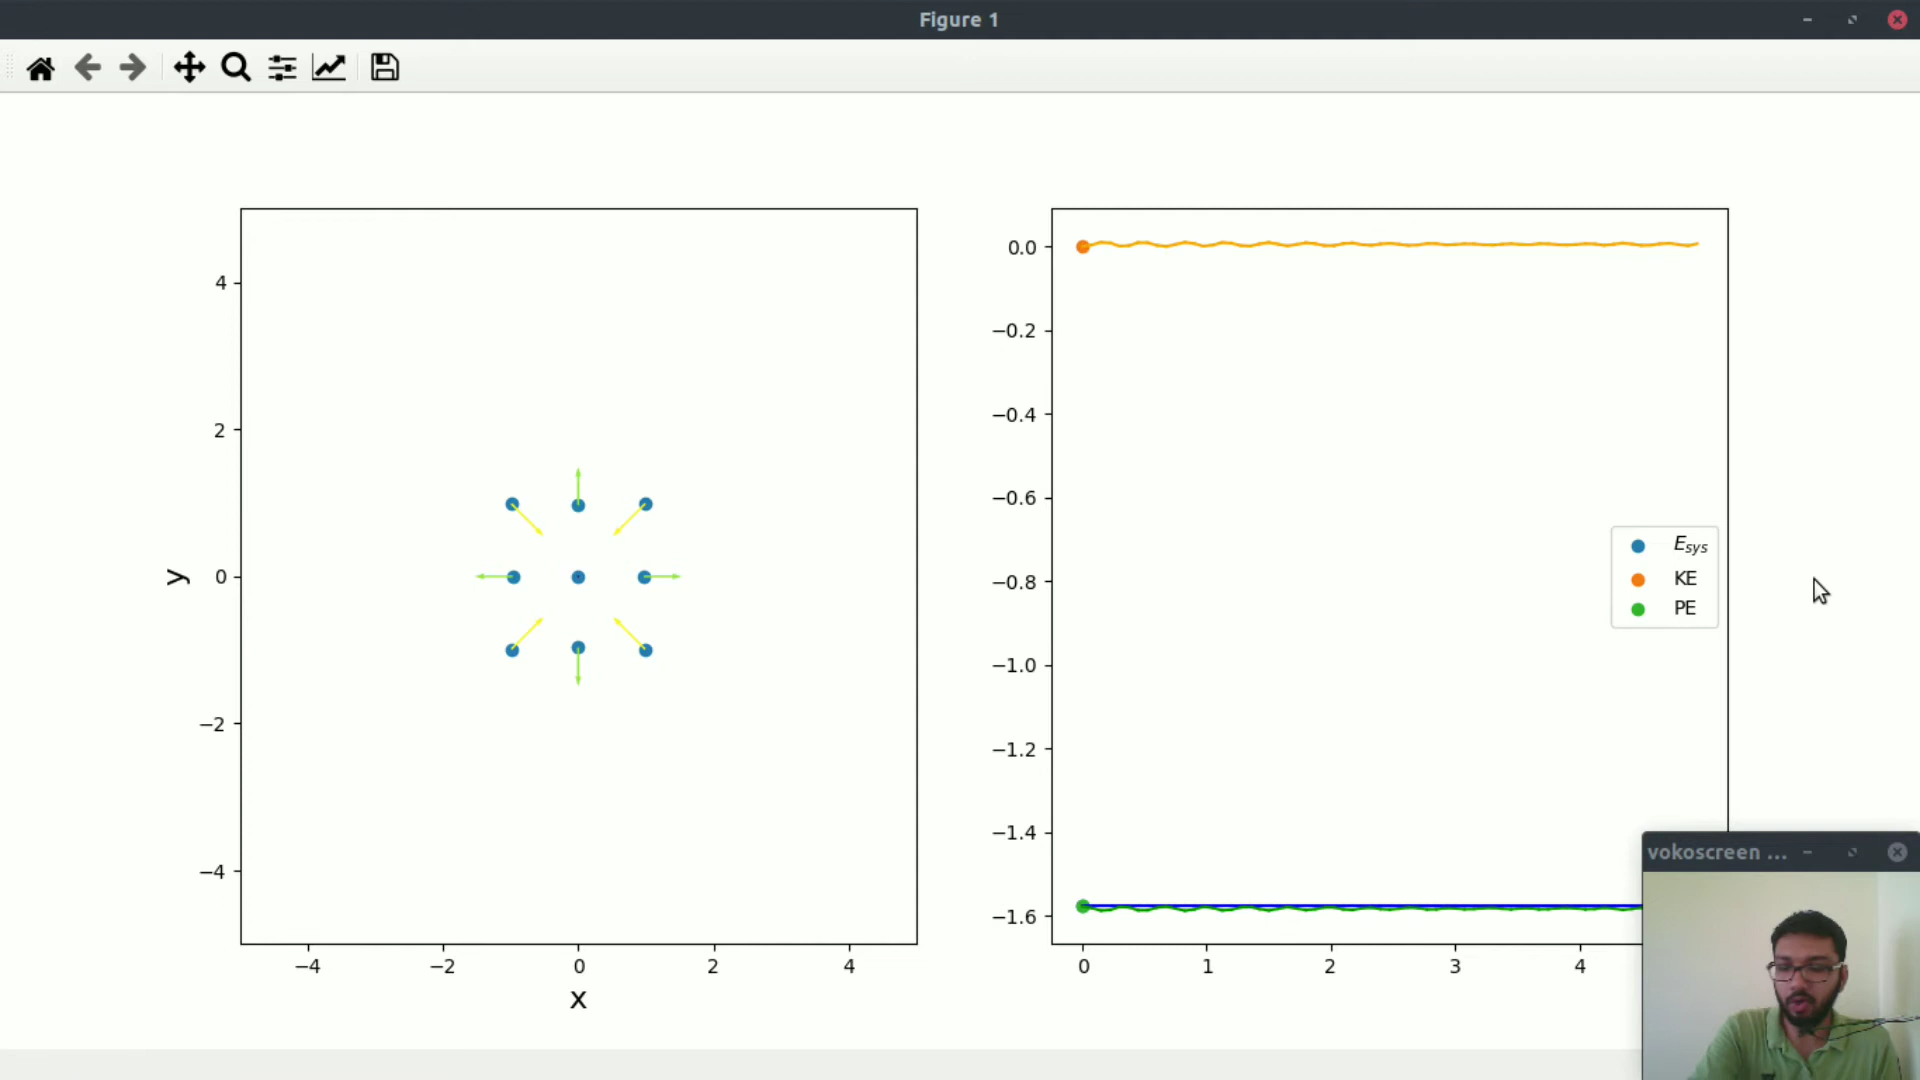 Figure 1
4
2
0
−2
−4
y
−4 −2 0 2 4
x
0.0
−0.2
−0.4
−0.6
−0.8
−1.0
−1.2
−1.4
−1.6
0 1 2 3 4
Esys
KE
PE
vokoscreen ...